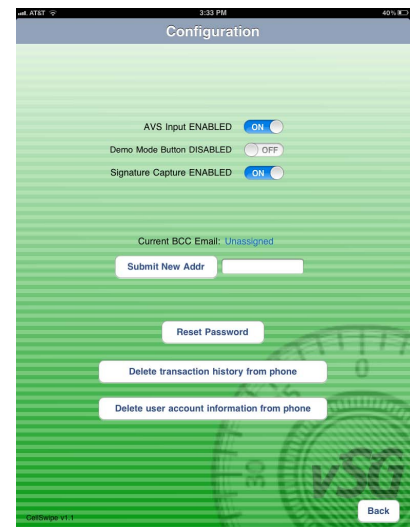 AT&T 3:33 PM 40%
Configuration
AVS Input ENABLED ON
Demo Mode Button DISABLED OFF
Signature Capture ENABLED ON
Current BCC Email: Unassigned
Submit New Addr
Reset Password
Delete transaction history from phone
Delete user account information from phone
0
30
vSG
Back
CellSwipe v1.1